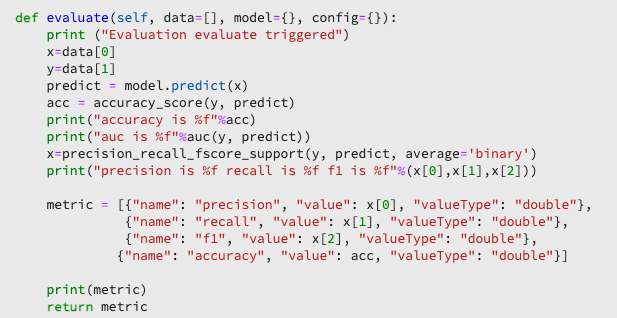 def evaluate(self, data=[], model={}, config={}):
    print ("Evaluation evaluate triggered")
    x=data[0]
    y=data[1]
    predict = model.predict(x)
    acc = accuracy_score(y, predict)
    print("accuracy is %f"%acc)
    print("auc is %f"%auc(y, predict))
    x=precision_recall_fscore_support(y, predict, average='binary')
    print("precision is %f recall is %f f1 is %f"%(x[0],x[1],x[2]))

    metric = [{"name": "precision", "value": x[0], "valueType": "double"},
              {"name": "recall", "value": x[1], "valueType": "double"},
              {"name": "f1", "value": x[2], "valueType": "double"},
             {"name": "accuracy", "value": acc, "valueType": "double"}]

    print(metric)
    return metric